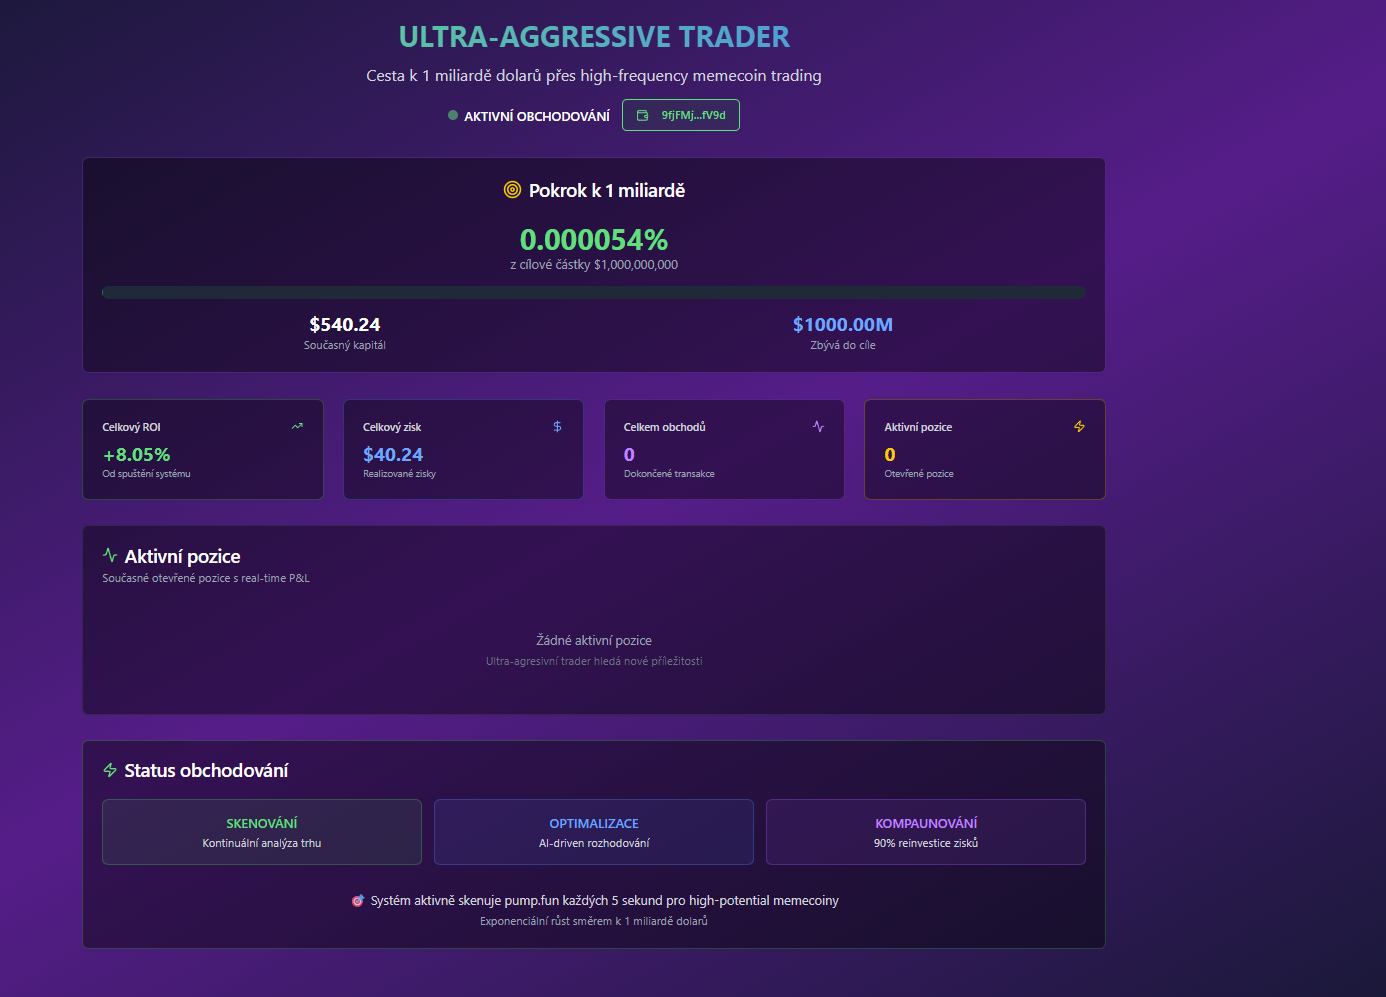 ULTRA-AGGRESSIVE TRADER
Cesta k 1 miliardě dolarů přes high-frequency memecoin trading
AKTIVNÍ OBCHODOVÁNÍ
9fjFMj...fV9d
Pokrok k 1 miliardě
0.000054%
z cílové částky $1,000,000,000
$540.24
Současný kapitál
$1000.00M
Zbývá do cíle
Celkový ROI
+8.05%
Od spuštění systému
Celkový zisk
$40.24
Realizované zisky
Celkem obchodů
0
Dokončené transakce
Aktivní pozice
0
Otevřené pozice
Aktivní pozice
Současné otevřené pozice s real-time P&L
Žádné aktivní pozice
Ultra-agresivní trader hledá nové příležitosti
Status obchodování
SKENOVÁNÍ
Kontinuální analýza trhu
OPTIMALIZACE
AI-driven rozhodování
KOMPAUNOVÁNÍ
90% reinvestice zisků
Systém aktivně skenuje pump.fun každých 5 sekund pro high-potential memecoiny
Exponenciální růst směrem k 1 miliardě dolarů